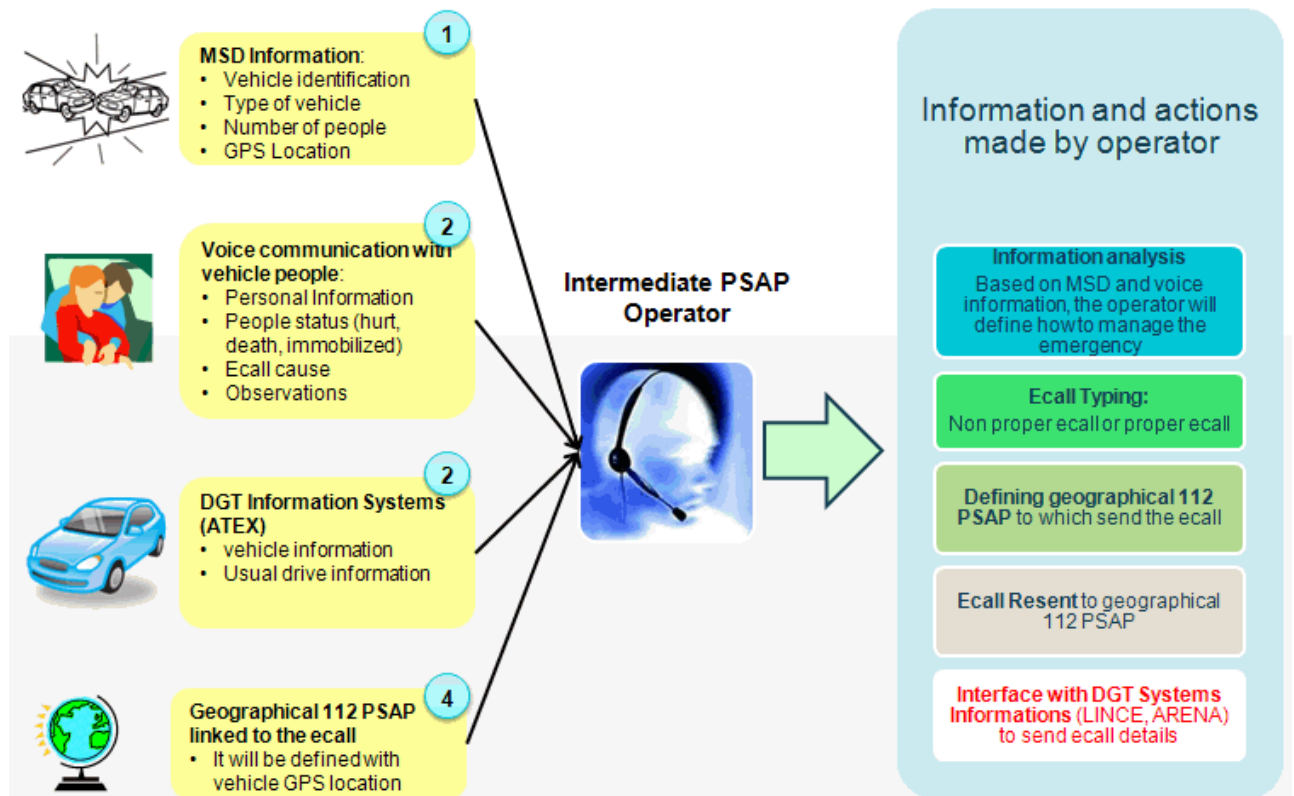 1
MSD Information:
• Vehicle identification
• Type of vehicle
• Number of people
• GPS Location
2
Voice communication with
vehicle people:
• Personal Information
• People status (hurt,
death, immobilized)
• Ecall cause
• Observations
2
DGT Information Systems
(ATEX)
• vehicle information
• Usual drive information
4
Geographical 112 PSAP
linked to the ecall
• It will be defined with
vehicle GPS location
Intermediate PSAP
Operator
Information and actions
made by operator
Information analysis
Based on MSD and voice
information, the operator will
define howto manage the
emergency
Ecall Typing:
Non proper ecall or proper ecall
Defining geographical 112
PSAP to which send the ecall
Ecall Resent to geographical
112 PSAP
Interface with DGT Systems
Informations (LINCE, ARENA)
to send ecall details